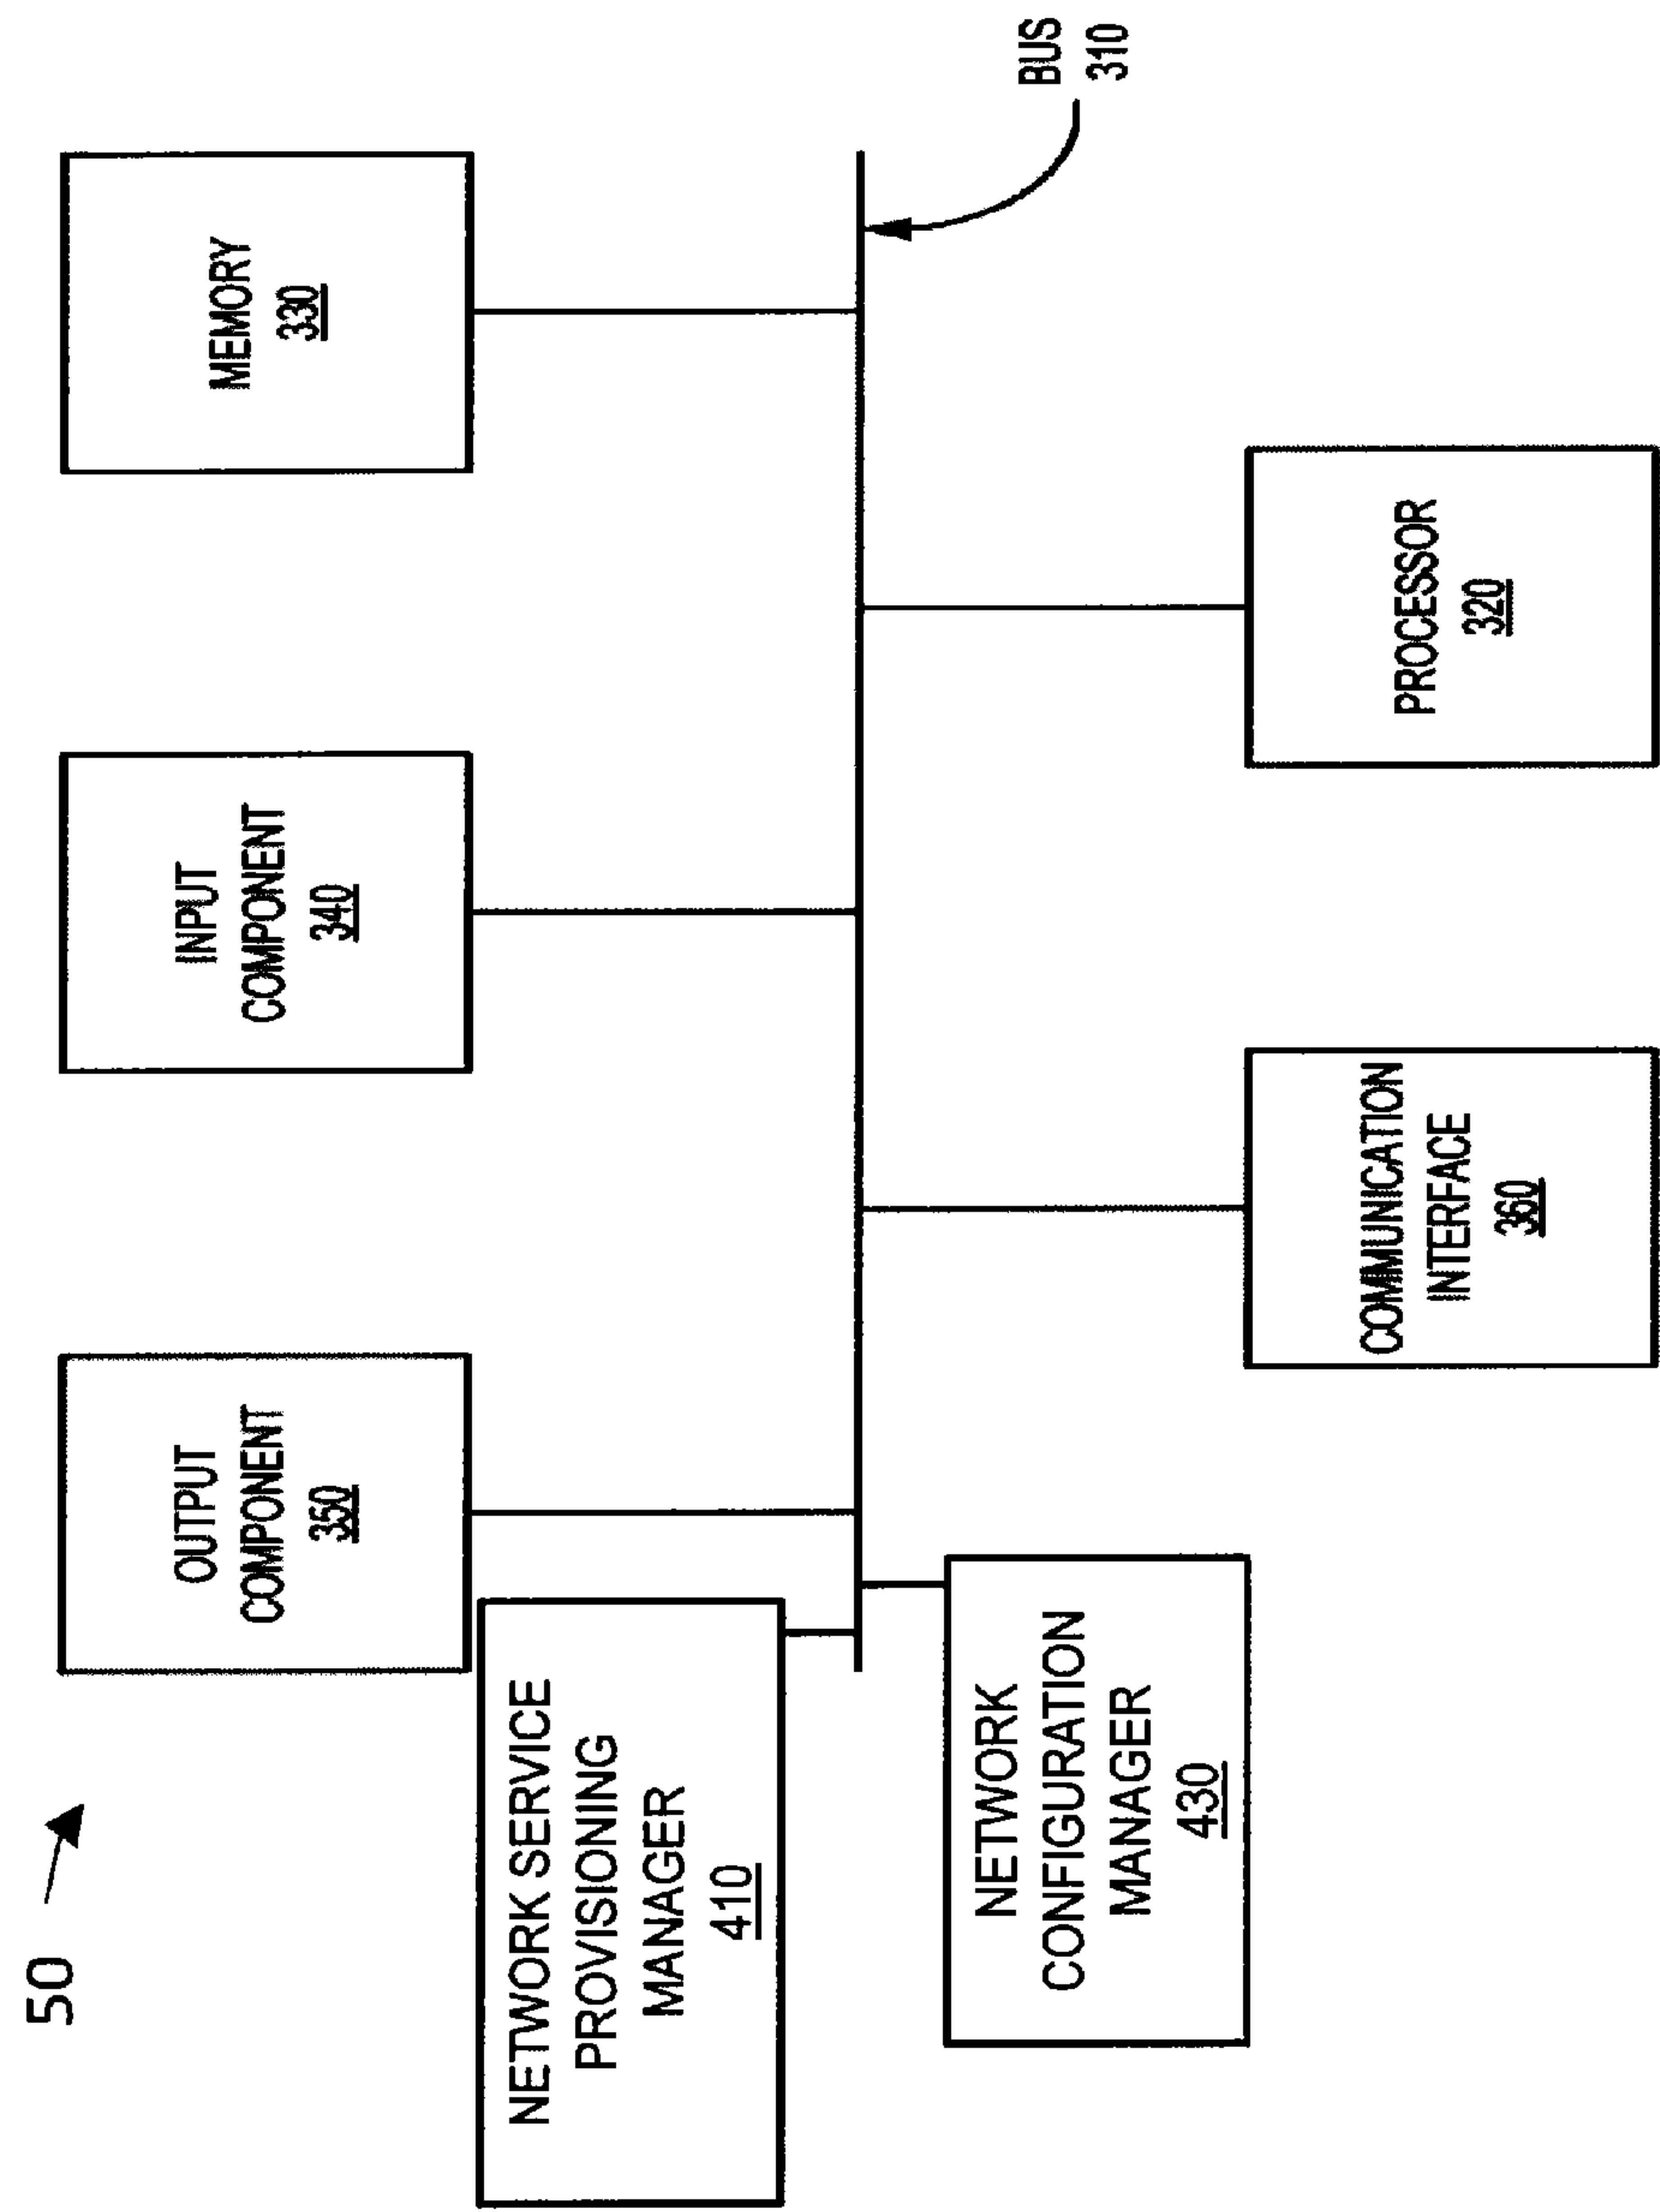 50
OUTPUT
COMPONENT
350
INPUT
COMPONENT
340
MEMORY
330
NETWORK SERVICE
PROVISIONING
MANAGER
410
NETWORK
CONFIGURATION
MANAGER
430
BUS
310
COMMUNICATION
INTERFACE
360
PROCESSOR
320